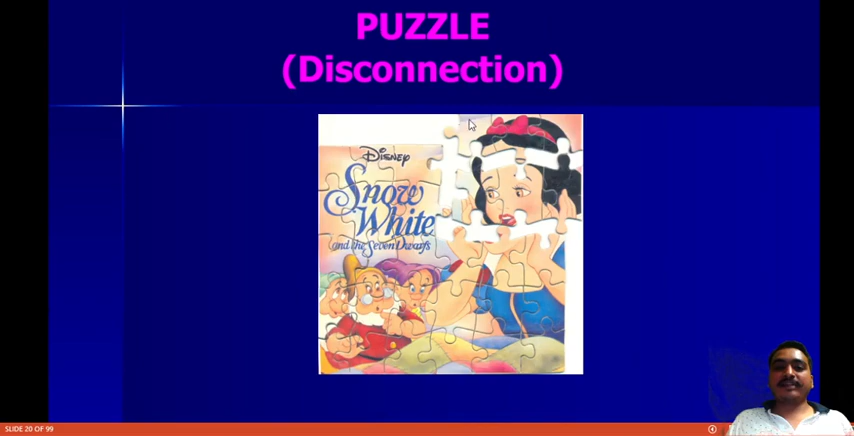 PUZZLE
(Disconnection)
Disney
Snow
White
and the Seven Dwarfs
SLIDE 20 OF 99